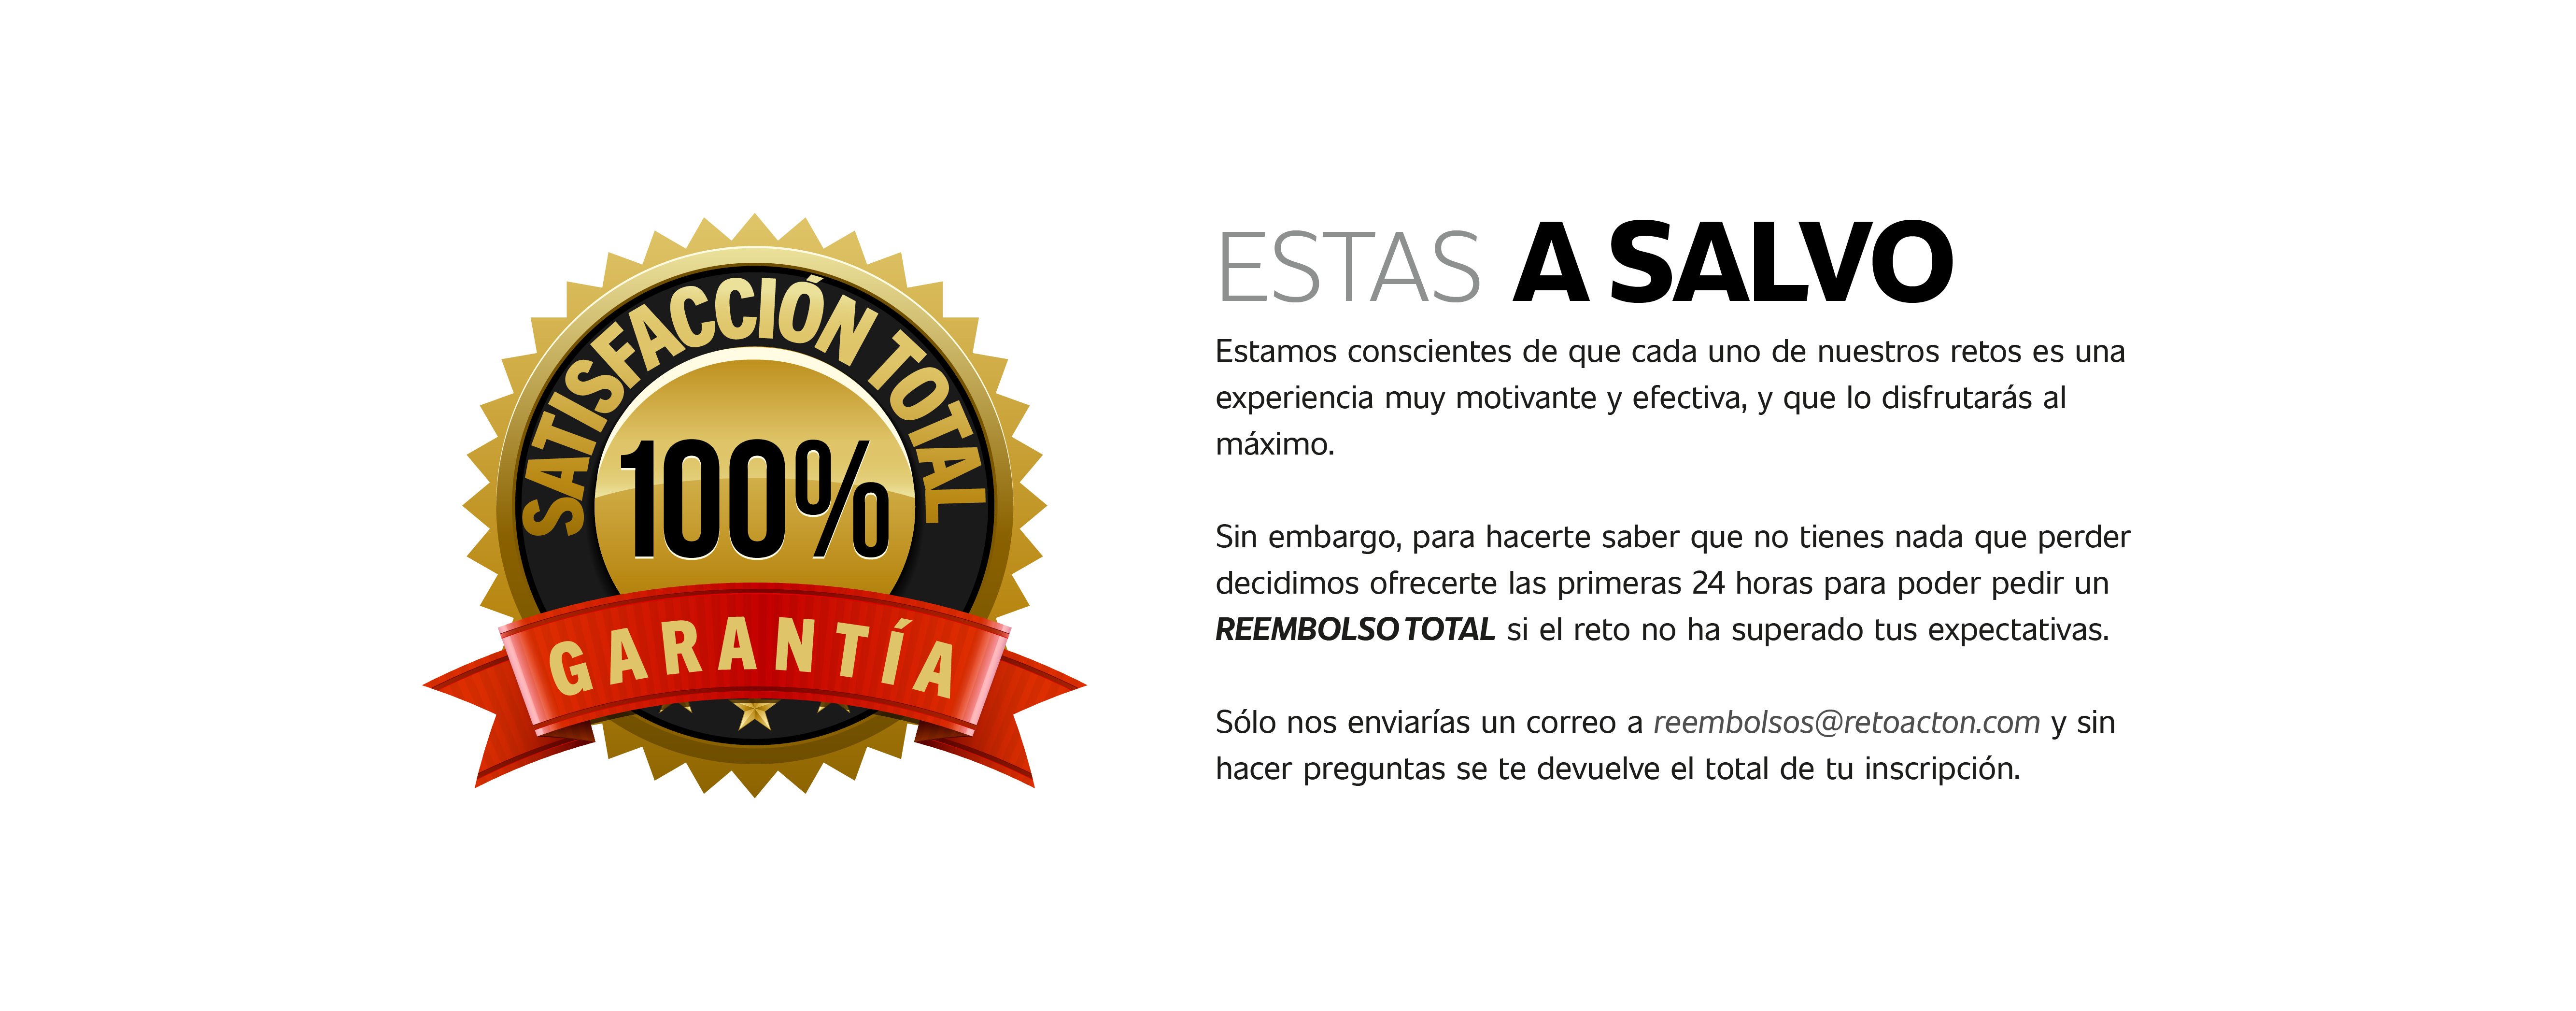 SATISFACCIÓN TOTAL
100%
GARANTÍA
ESTAS A SALVO
Estamos conscientes de que cada uno de nuestros retos es una
experiencia muy motivante y efectiva, y que lo disfrutarás al
máximo.
Sin embargo, para hacerte saber que no tienes nada que perder
decidimos ofrecerte las primeras 24 horas para poder pedir un
REEMBOLSO TOTAL si el reto no ha superado tus expectativas.
Sólo nos enviarías un correo a reembolsos@retoacton.com y sin
hacer preguntas se te devuelve el total de tu inscripción.